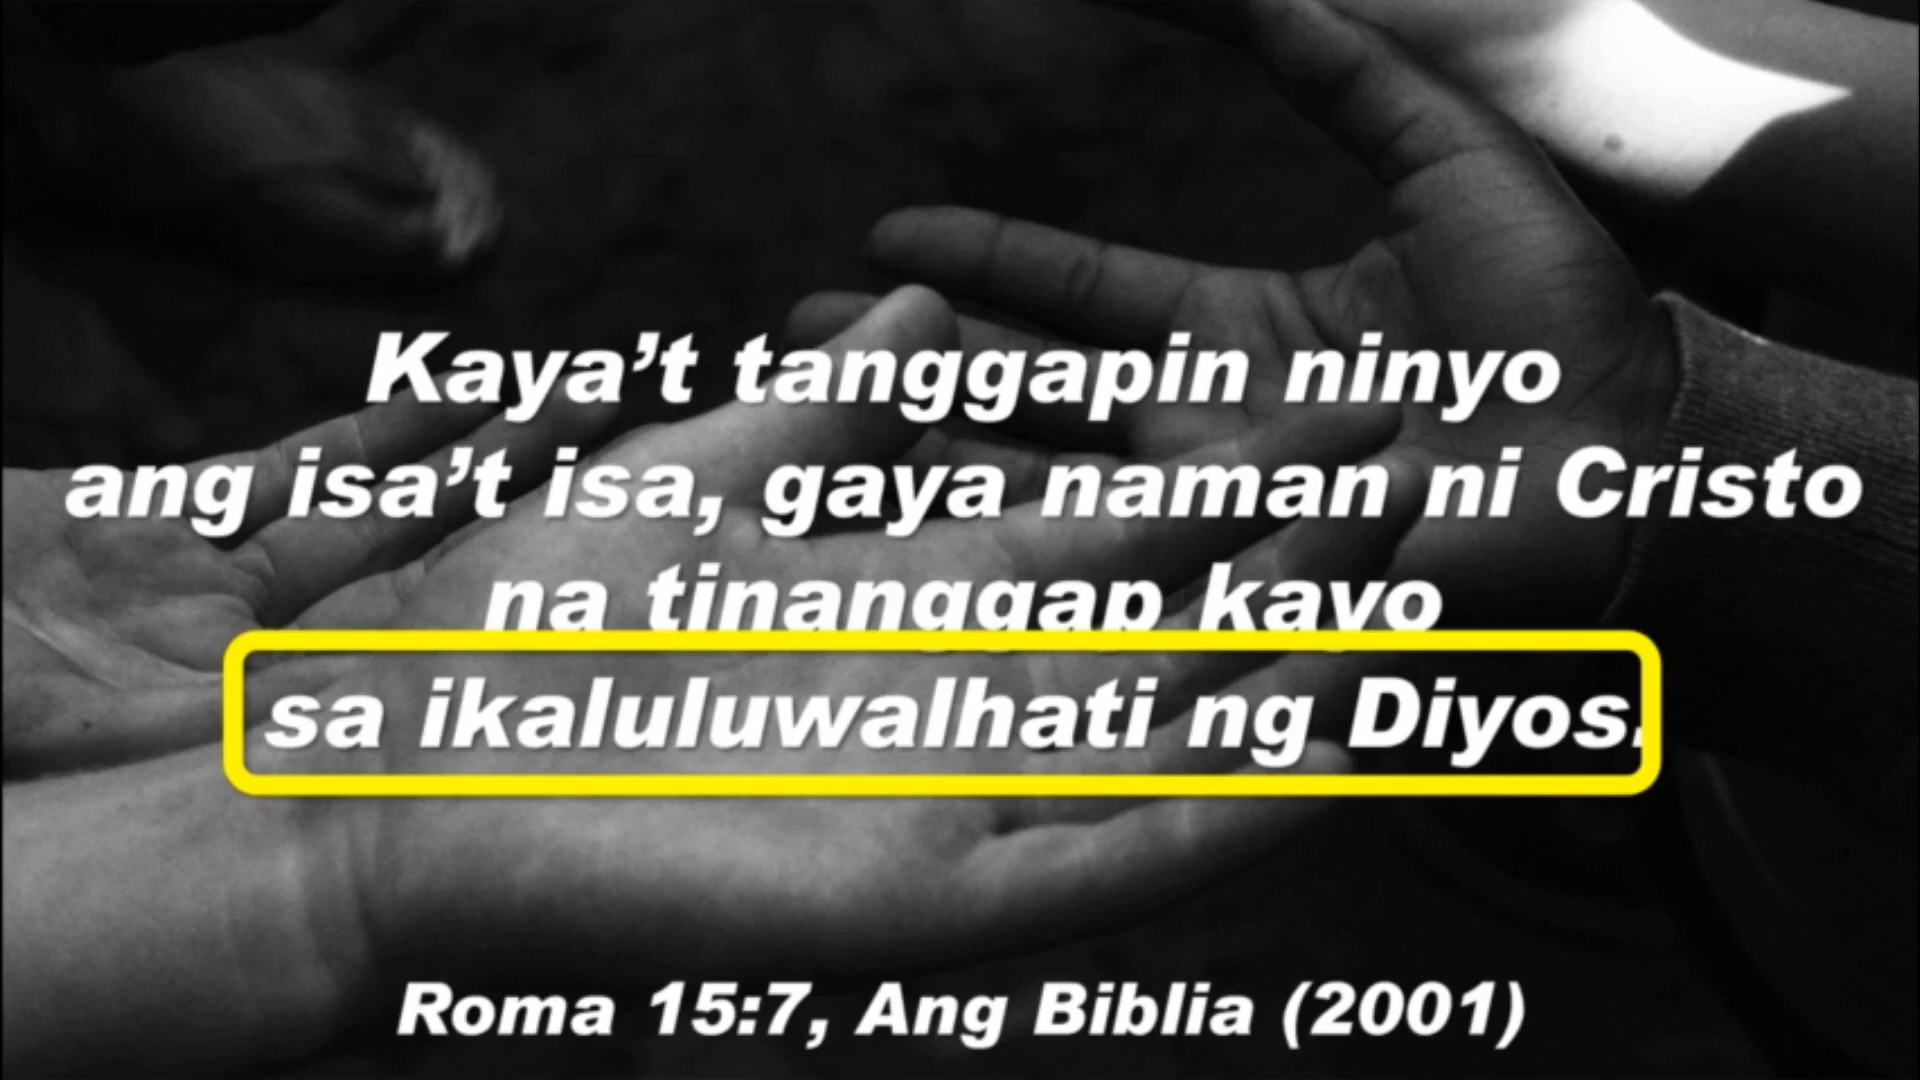 Kaya’t tanggapin ninyo
ang isa’t isa, gaya naman ni Cristo
na tinanggap kayo
sa ikaluluwalhati ng Diyos.
Roma 15:7, Ang Biblia (2001)